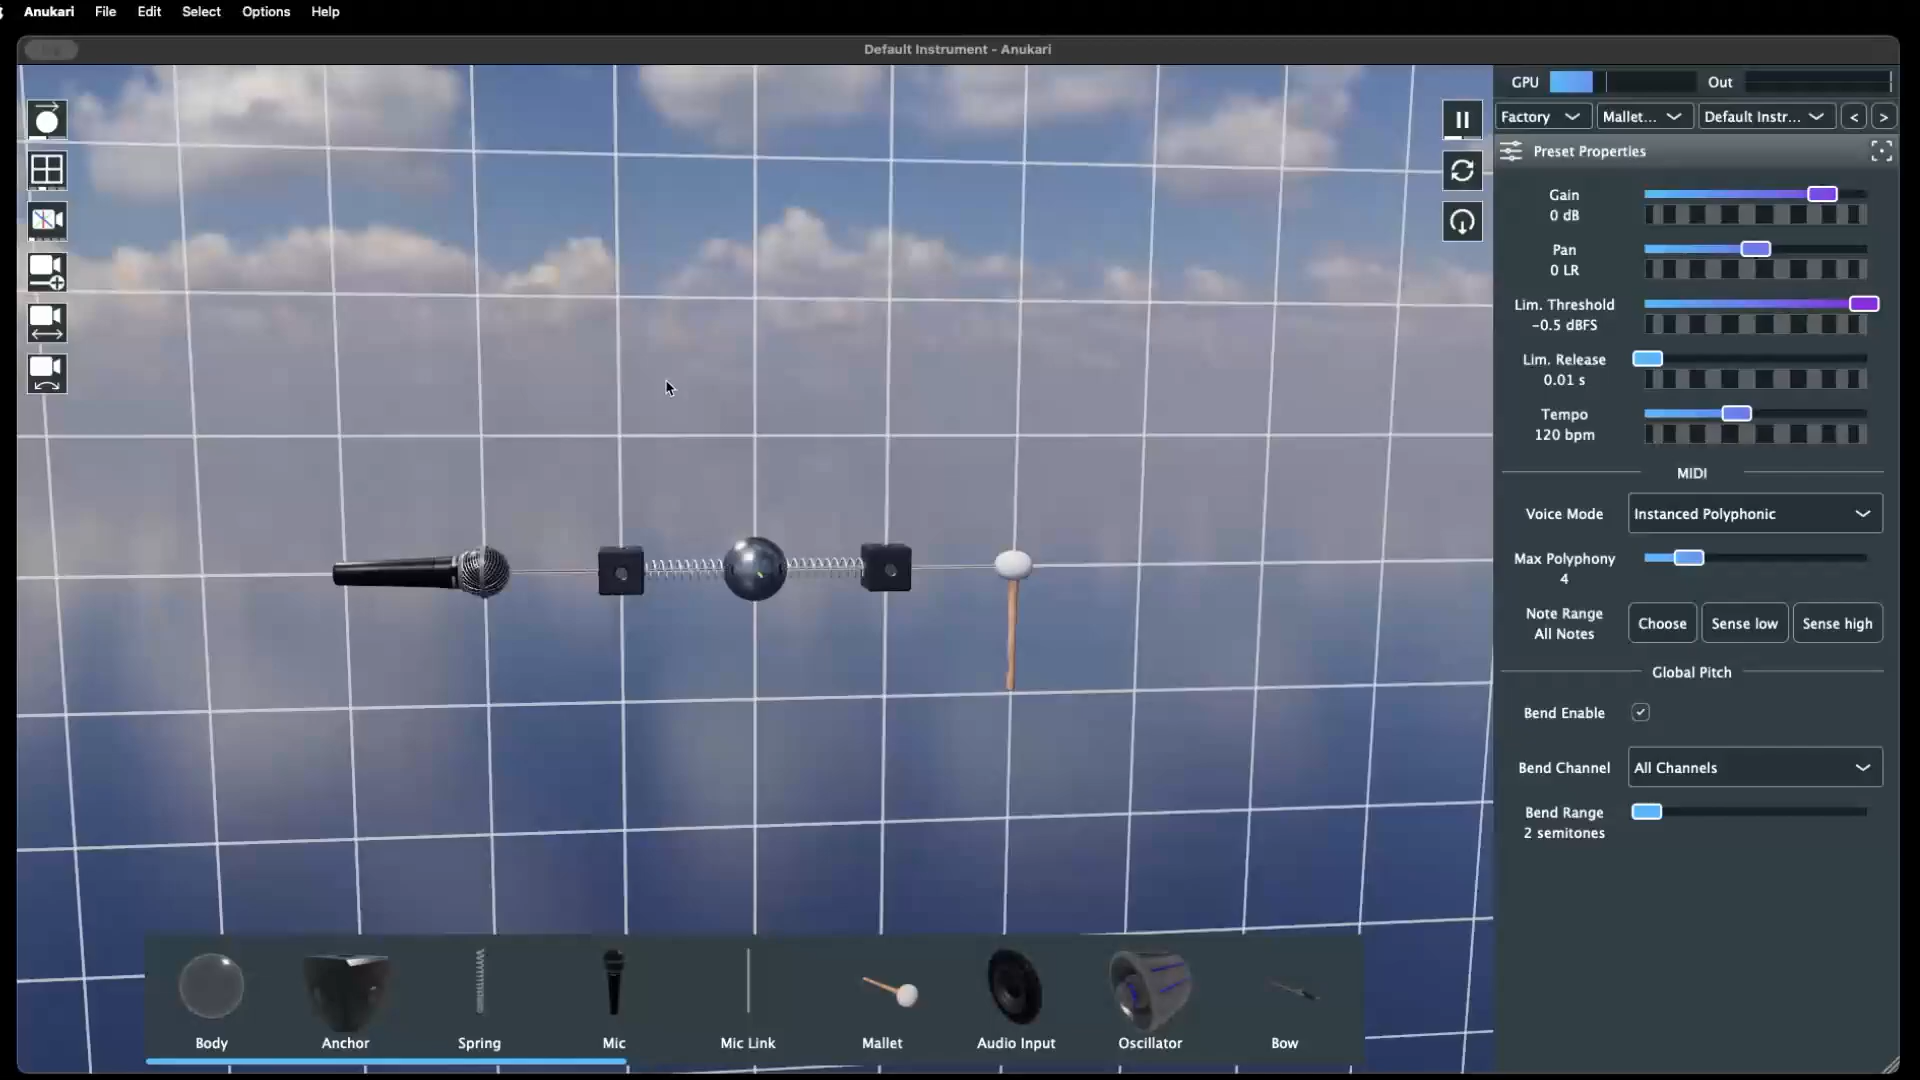 Anukari File Edit Select Options Help
Default Instrument - Anukari
GPU Out
Factory Mallet... Default Instr... < >
Preset Properties
Gain
0 dB
Pan
0 LR
Lim. Threshold
-0.5 dBFS
Lim. Release
0.01 s
Tempo
120 bpm
MIDI
Voice Mode Instanced Polyphonic
Max Polyphony
4
Note Range
All Notes
Choose Sense low Sense high
Global Pitch
Bend Enable
Bend Channel All Channels
Bend Range
2 semitones
Body Anchor Spring Mic Mic Link Mallet Audio Input Oscillator Bow